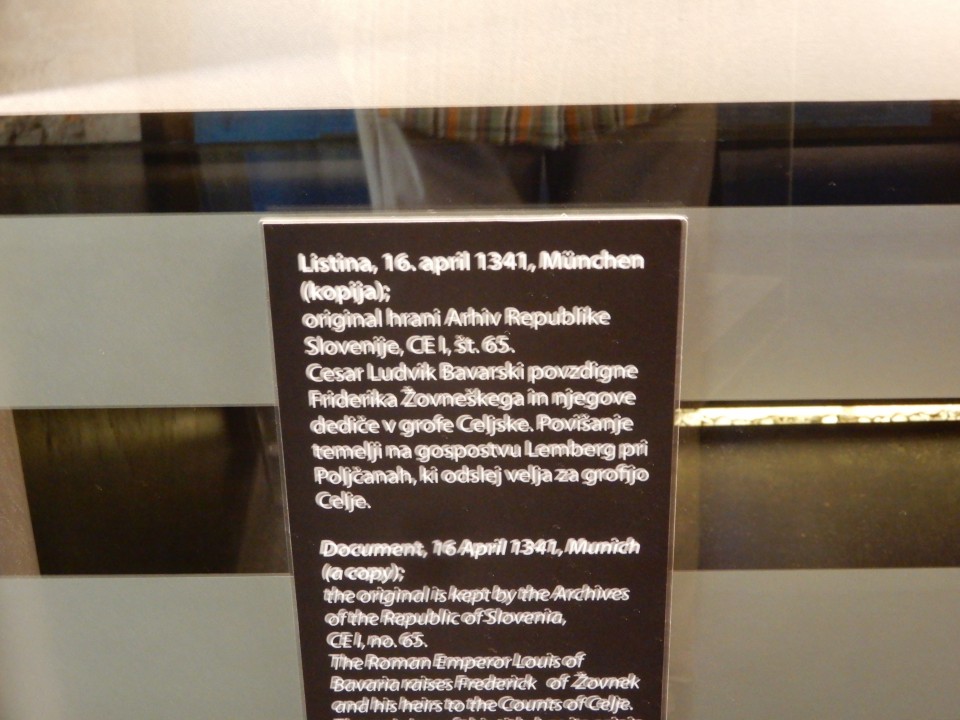 Listina, 16. april 1341, München
(kopija);
original hrani Arhiv Republike
Slovenije, CE I, št. 65.
Cesar Ludvik Bavarski povzdigne
Friderika Žovneškega in njegove
dediče v grofe Celjske. Povišanje
temelji na gospostvu Lemberg pri
Poljčanah, ki odslej velja za grofijo
Celje.
Document, 16 April 1341, Munich
(a copy);
the original is kept by the Archives
of the Republic of Slovenia,
CE I, no. 65.
The Roman Emperor Louis of
Bavaria raises Frederick of Žovnek
and his heirs to the Counts of Celje.